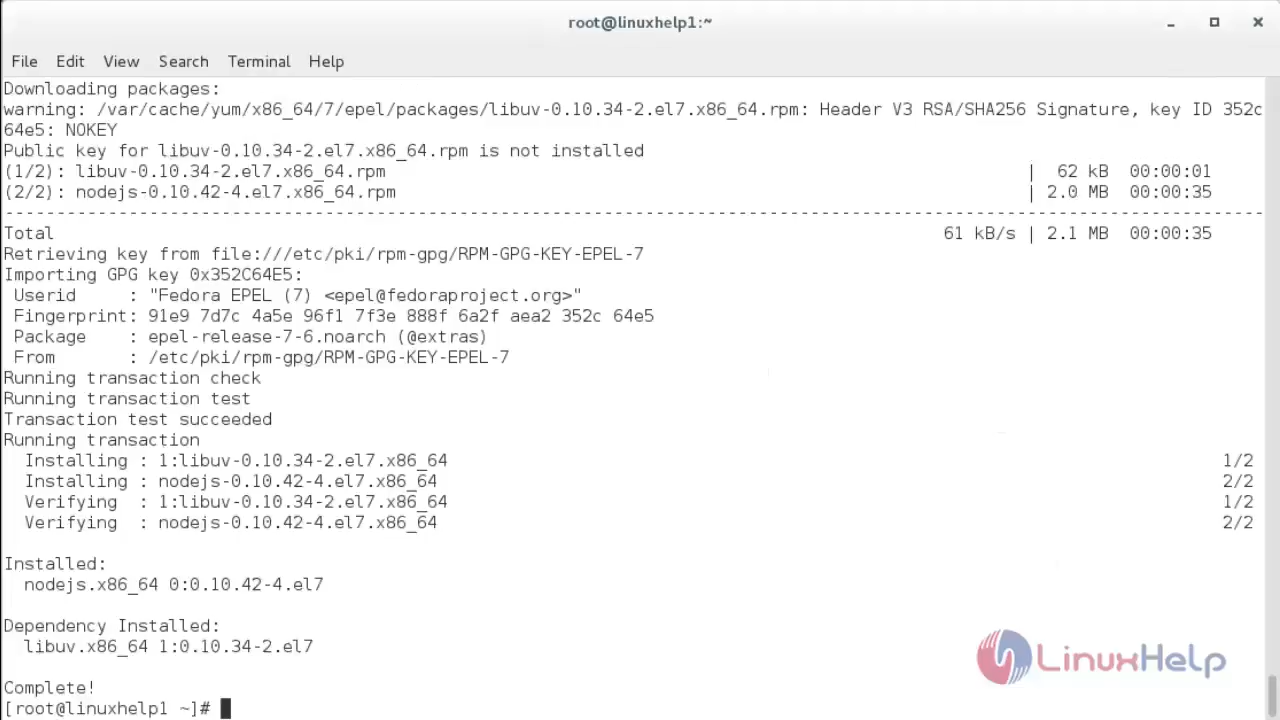 root@linuxhelp1:~
File Edit View Search Terminal Help
Downloading packages:
warning: /var/cache/yum/x86_64/7/epel/packages/libuv-0.10.34-2.el7.x86_64.rpm: Header V3 RSA/SHA256 Signature, key ID 352c
64e5: NOKEY
Public key for libuv-0.10.34-2.el7.x86_64.rpm is not installed
(1/2): libuv-0.10.34-2.el7.x86_64.rpm | 62 kB 00:00:01
(2/2): nodejs-0.10.42-4.el7.x86_64.rpm | 2.0 MB 00:00:35
--------------------------------------------------------------------------------------------------------------------------
Total 61 kB/s | 2.1 MB 00:00:35
Retrieving key from file:///etc/pki/rpm-gpg/RPM-GPG-KEY-EPEL-7
Importing GPG key 0x352C64E5:
Userid : "Fedora EPEL (7) <epel@fedoraproject.org>"
Fingerprint: 91e9 7d7c 4a5e 96f1 7f3e 888f 6a2f aea2 352c 64e5
Package : epel-release-7-6.noarch (@extras)
From : /etc/pki/rpm-gpg/RPM-GPG-KEY-EPEL-7
Running transaction check
Running transaction test
Transaction test succeeded
Running transaction
Installing : 1:libuv-0.10.34-2.el7.x86_64 1/2
Installing : nodejs-0.10.42-4.el7.x86_64 2/2
Verifying : 1:libuv-0.10.34-2.el7.x86_64 1/2
Verifying : nodejs-0.10.42-4.el7.x86_64 2/2
Installed:
nodejs.x86_64 0:0.10.42-4.el7
Dependency Installed:
libuv.x86_64 1:0.10.34-2.el7
LinuxHelp
Complete!
[root@linuxhelp1 ~]#